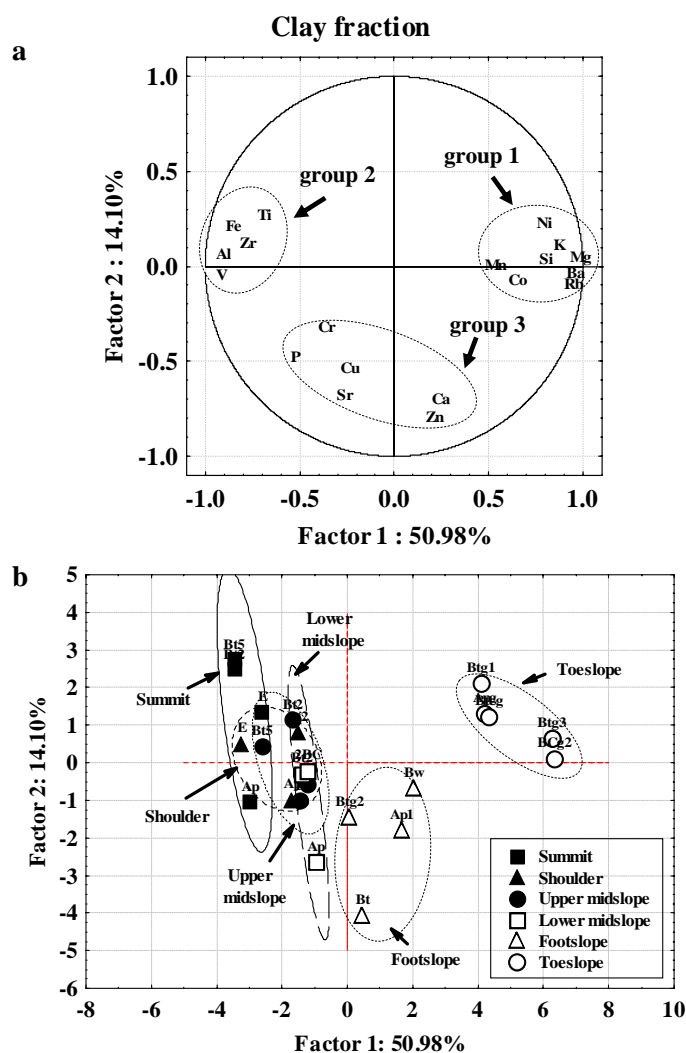 Clay fraction
a
1.0
0.5
0.0
-0.5
-1.0
Factor 2 : 14.10%
group 1
group 2
group 3
Ti
Fe
Zr
Al
V
Ni
K
Si
Mg
Mn
Ba
Co
Rb
Cr
P
Cu
Sr
Ca
Zn
-1.0 -0.5 0.0 0.5 1.0
Factor 1 : 50.98%
b
5
4
3
2
1
0
-1
-2
-3
-4
-5
-6
Factor 2: 14.10%
Lower
midslope
Summit
Shoulder
Upper
midslope
Footslope
Toeslope
Bt5
E
E
Bt5
Bt2
Ap
Ap
Btg2
Bw
Ap1
Bt
Btg1
Btg3
BCg2
Summit
Shoulder
Upper midslope
Lower midslope
Footslope
Toeslope
-8 -6 -4 -2 0 2 4 6 8 10
Factor 1: 50.98%